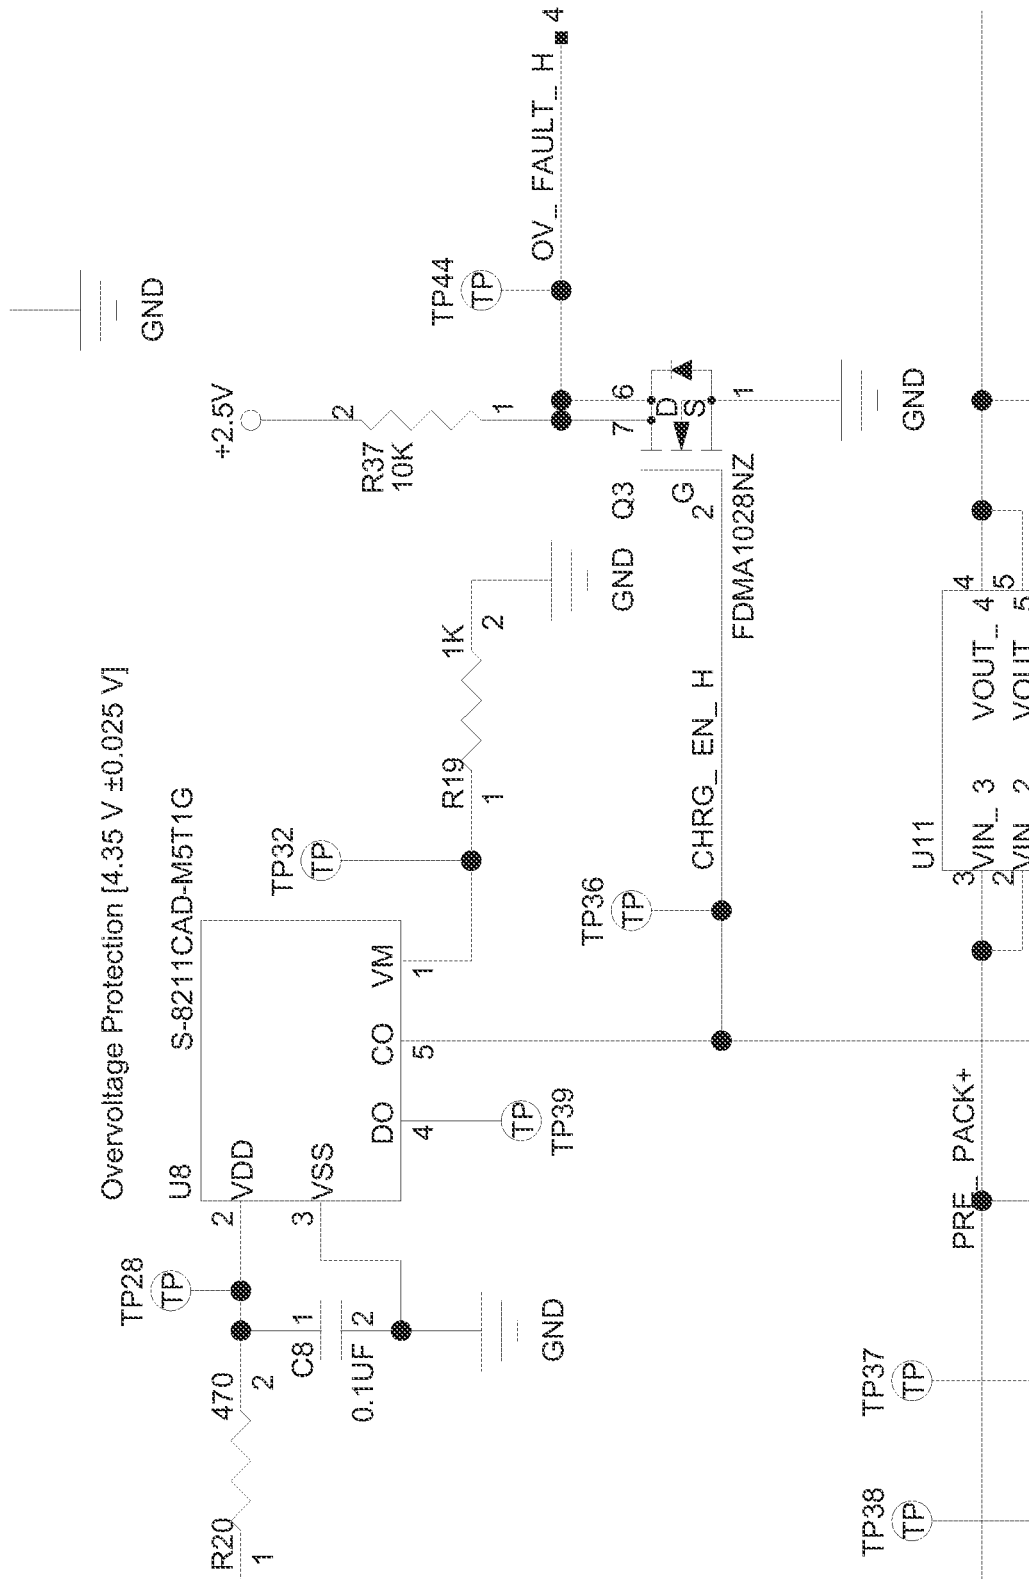 Overvoltage Protection [4.35 V ±0.025 V]
GND
U8
S-8211CAD-M5T1G
R20
470
1
2
TP28
TP
2
VDD
3
VSS
C8
1
0.1UF
2
GND
DO
CO
VM
4
5
1
TP
TP39
TP32
TP
R19
1K
1
2
GND
+2.5V
2
R37
10K
1
TP44
TP
OV_ FAULT_ H
4
Q3
7
6
D
S
G
2
1
FDMA1028NZ
GND
TP36
TP
CHRG_ EN_ H
TP38
TP
TP37
TP
PRE_ PACK+
U11
3
VIN_ 3
VOUT_ 4
4
2
VIN_ 2
VOUT_ 5
5